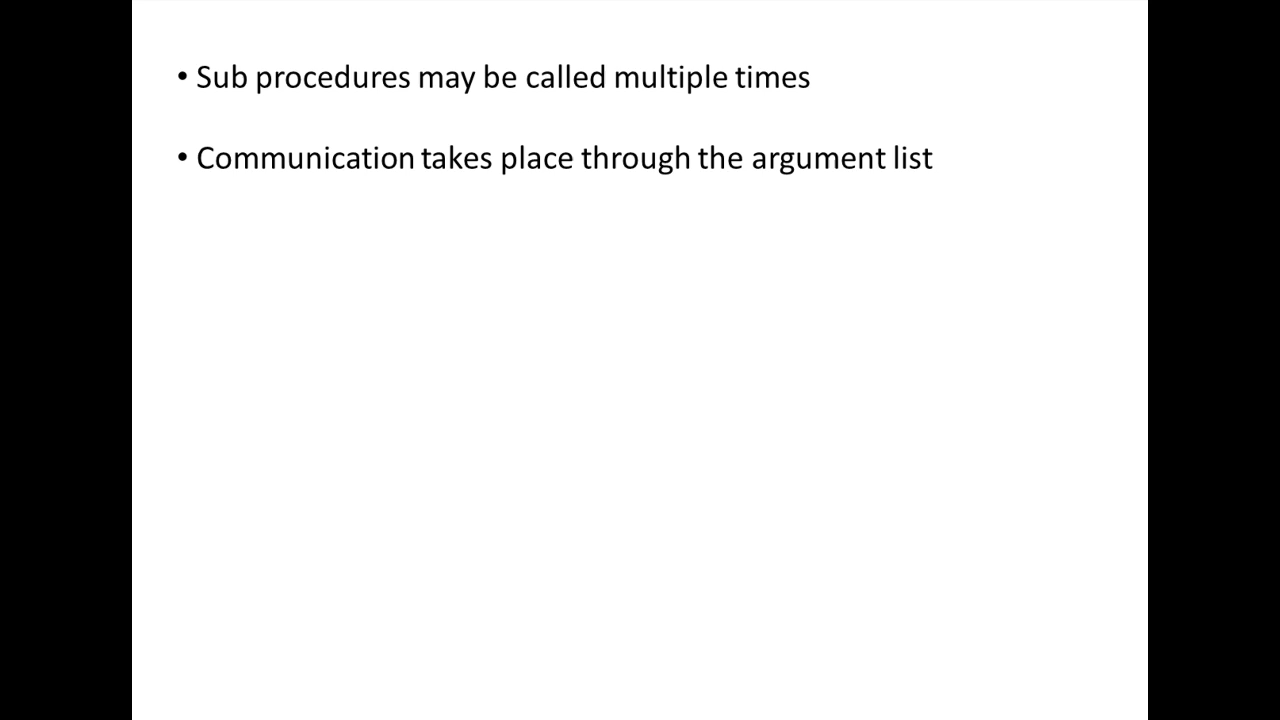 • Sub procedures may be called multiple times
• Communication takes place through the argument list